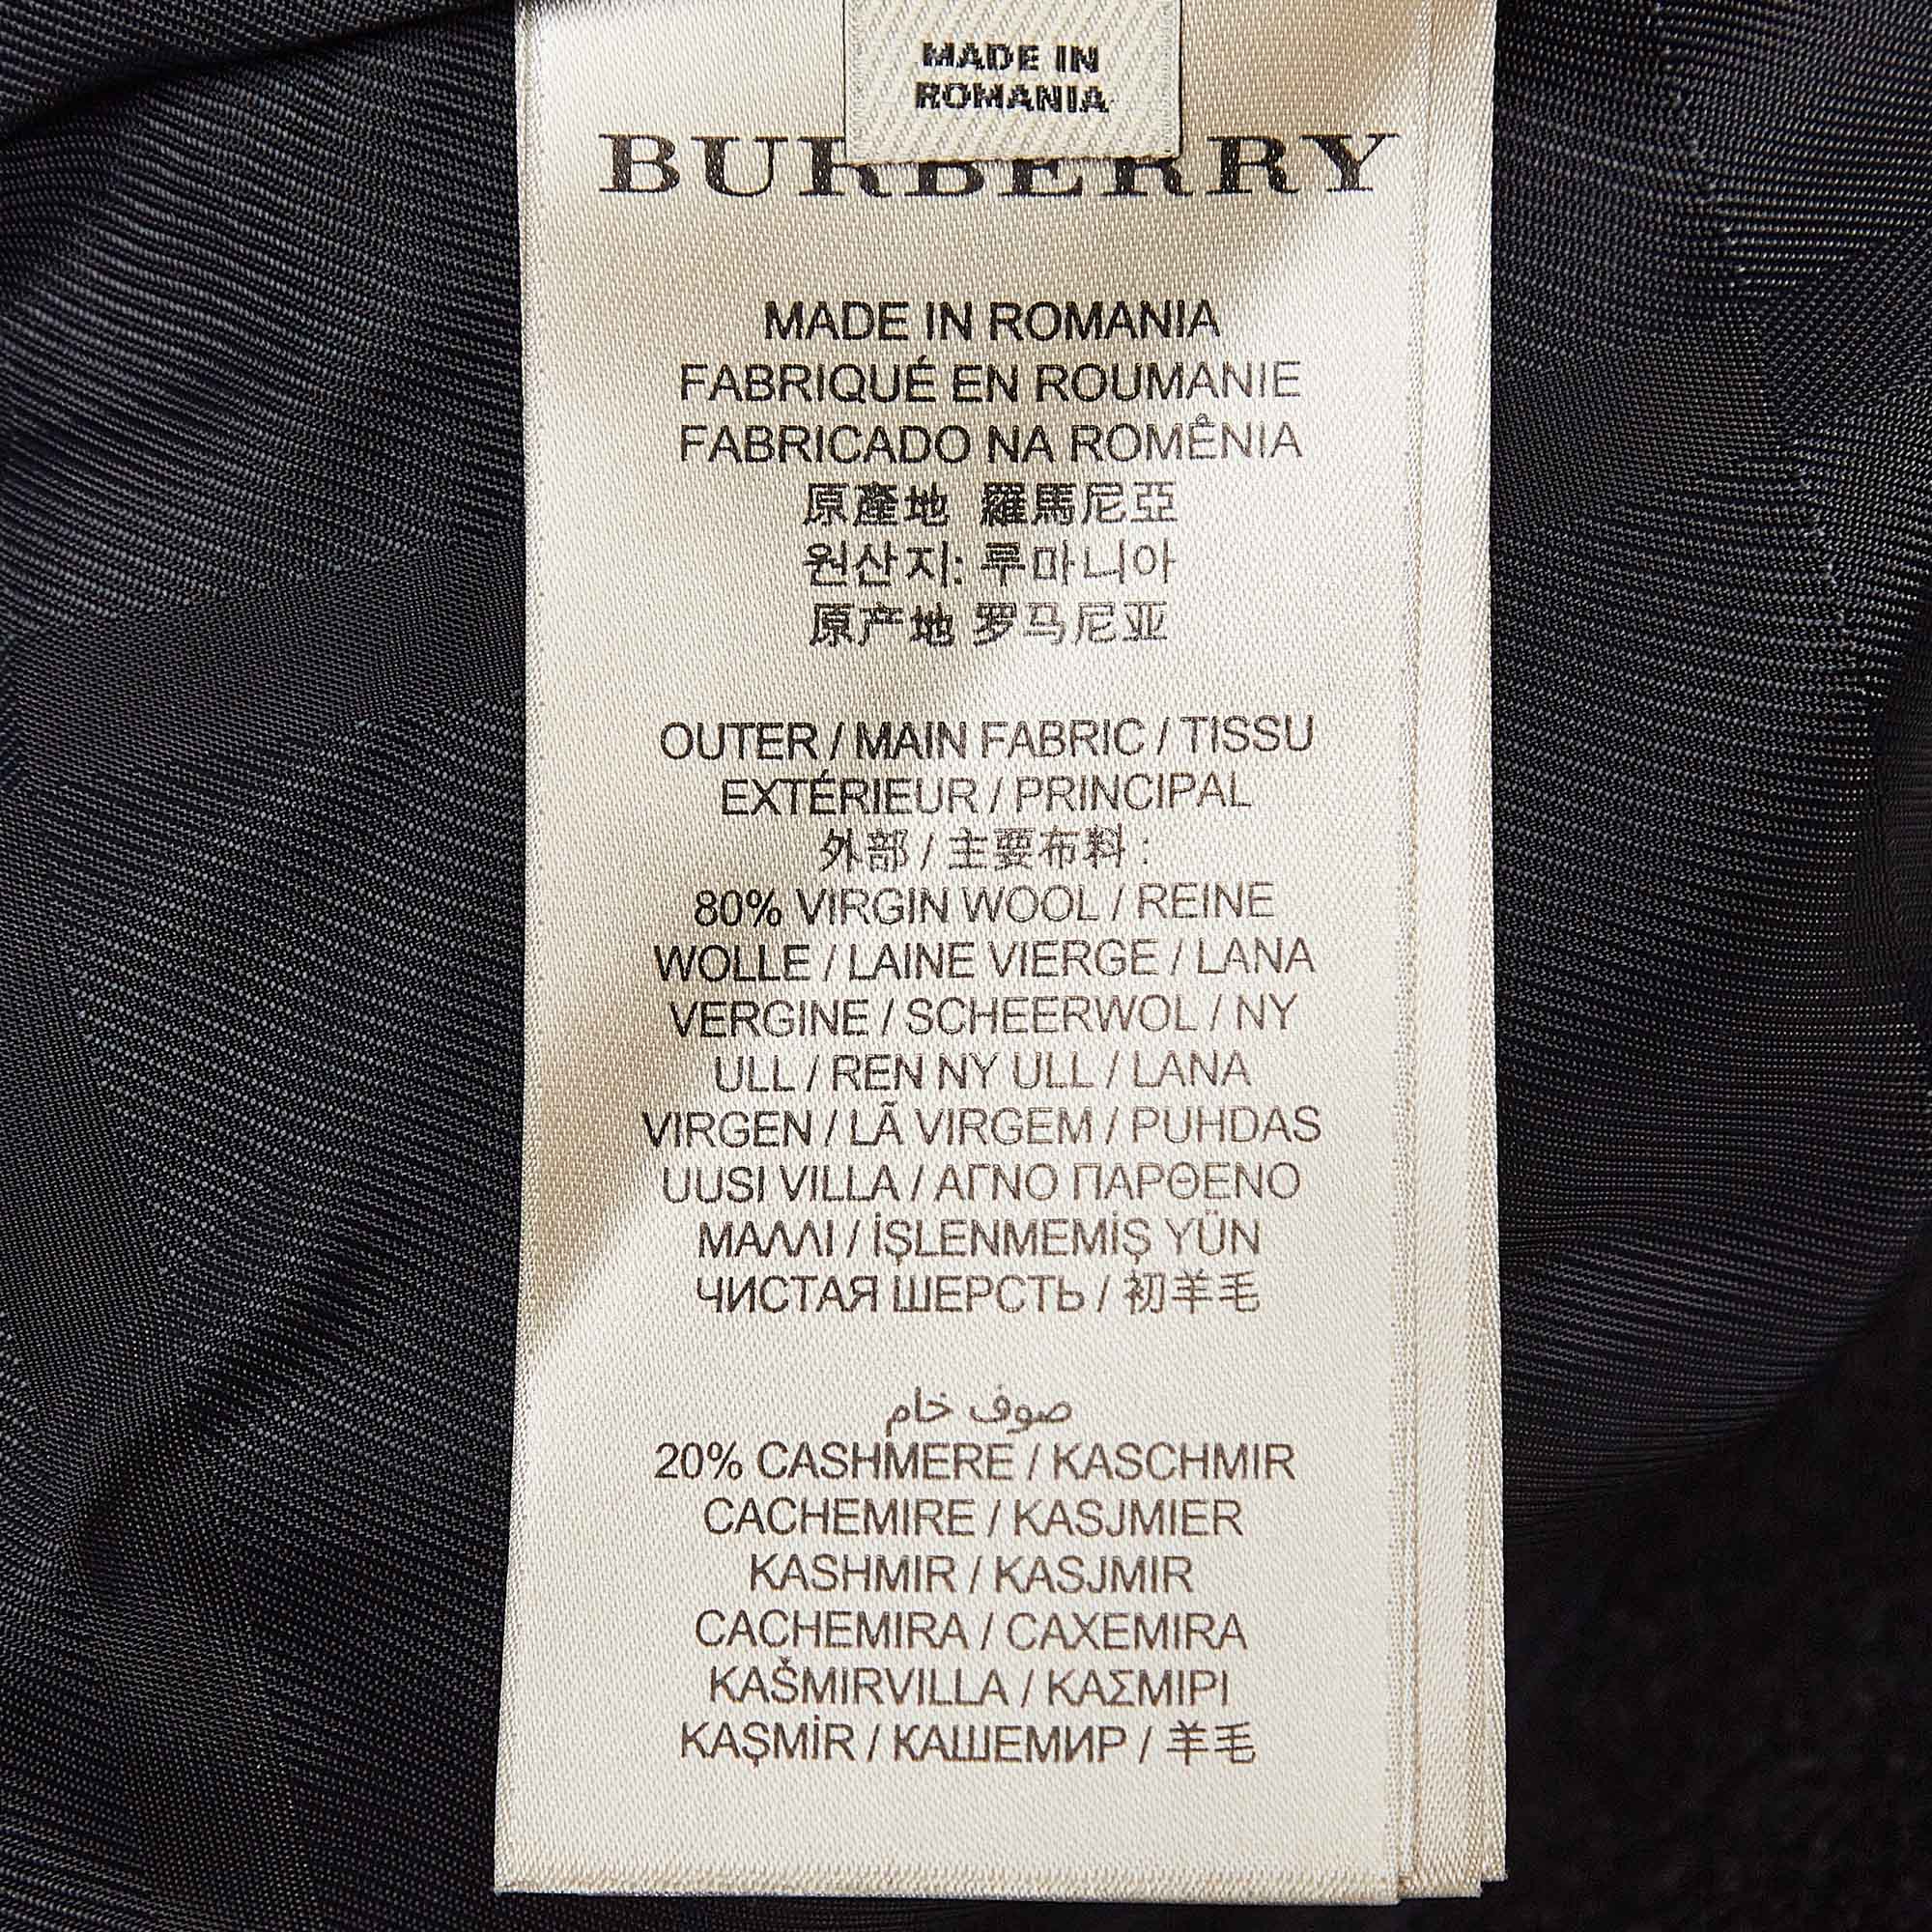 MADE IN
ROMANIA
BURBERRY
MADE IN ROMANIA
FABRIQUÉ EN ROUMANIE
FABRICADO NA ROMÊNIA
原產地 羅馬尼亞
원산지: 루마니아
原产地 罗马尼亚
OUTER / MAIN FABRIC / TISSU
EXTÉRIEUR / PRINCIPAL
外部 / 主要布料 :
80% VIRGIN WOOL / REINE
WOLLE / LAINE VIERGE / LANA
VERGINE / SCHEERWOL / NY
ULL / REN NY ULL / LANA
VIRGEN / LÃ VIRGEM / PUHDAS
UUSI VILLA / ΑΓΝΟ ΠΑΡΘΕΝΟ
ΜΑΛΛΙ / İŞLENMEMİŞ YÜN
ЧИСТАЯ ШЕРСТЬ / 初羊毛
صوف خام
20% CASHMERE / KASCHMIR
CACHEMIRE / KASJMIER
KASHMIR / KASJMIR
CACHEMIRA / CAXEMIRA
KAŠMIRVILLA / ΚΑΣΜΙΡΙ
KAŞMİR / КАШЕМИР / 羊毛